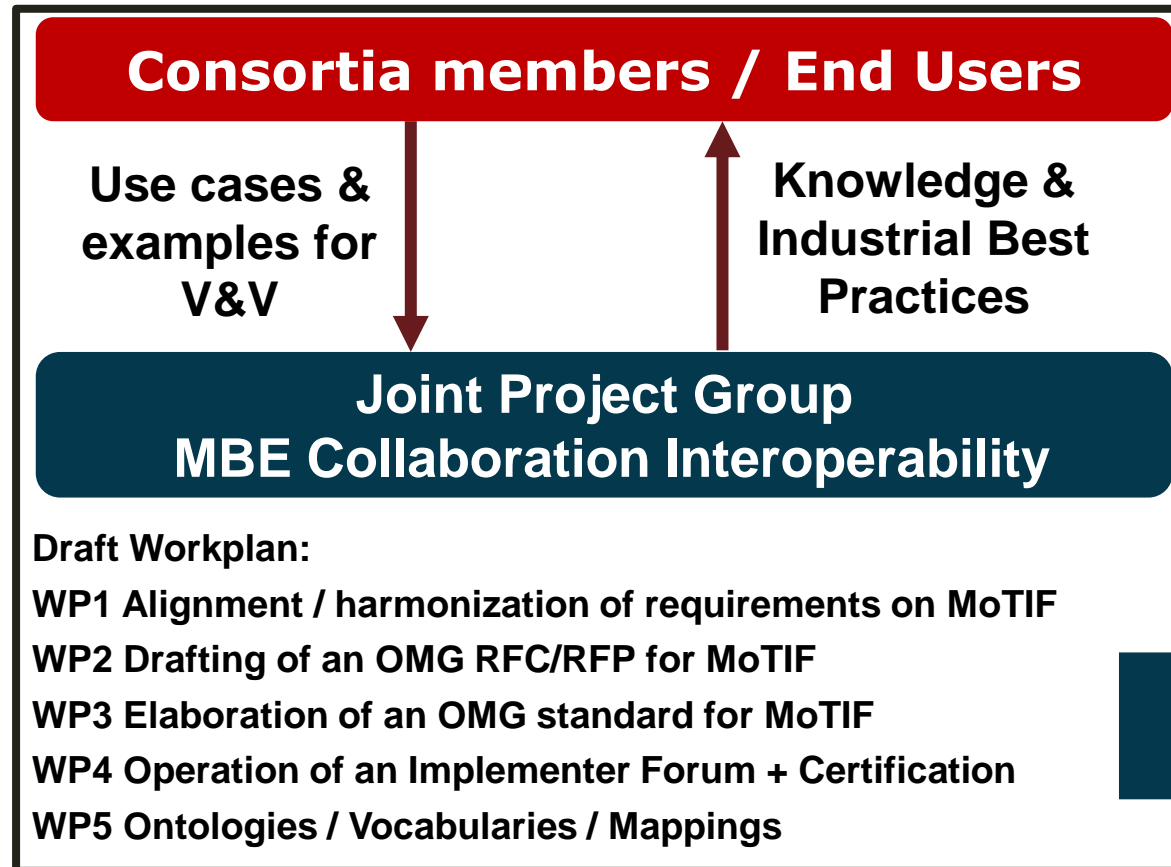 Consortia members / End Users
Use cases &
examples for
V&V
Knowledge &
Industrial Best
Practices
Joint Project Group
MBE Collaboration Interoperability
Draft Workplan:
WP1 Alignment / harmonization of requirements on MoTIF
WP2 Drafting of an OMG RFC/RFP for MoTIF
WP3 Elaboration of an OMG standard for MoTIF
WP4 Operation of an Implementer Forum + Certification
WP5 Ontologies / Vocabularies / Mappings